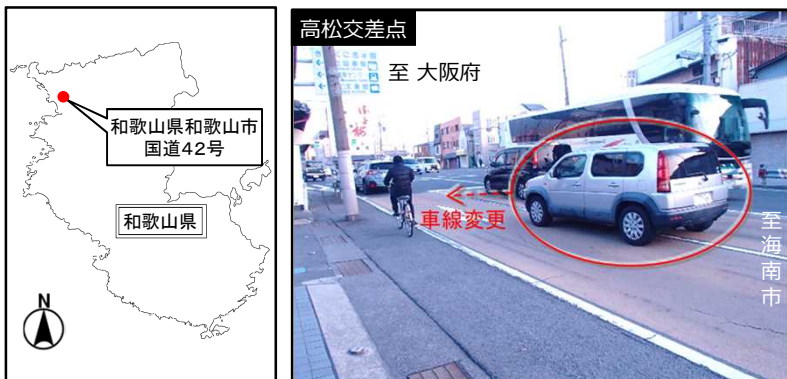 和歌山県和歌山市
国道42号
和歌山県
N
高松交差点
至 大阪府
車線変更
至海南市